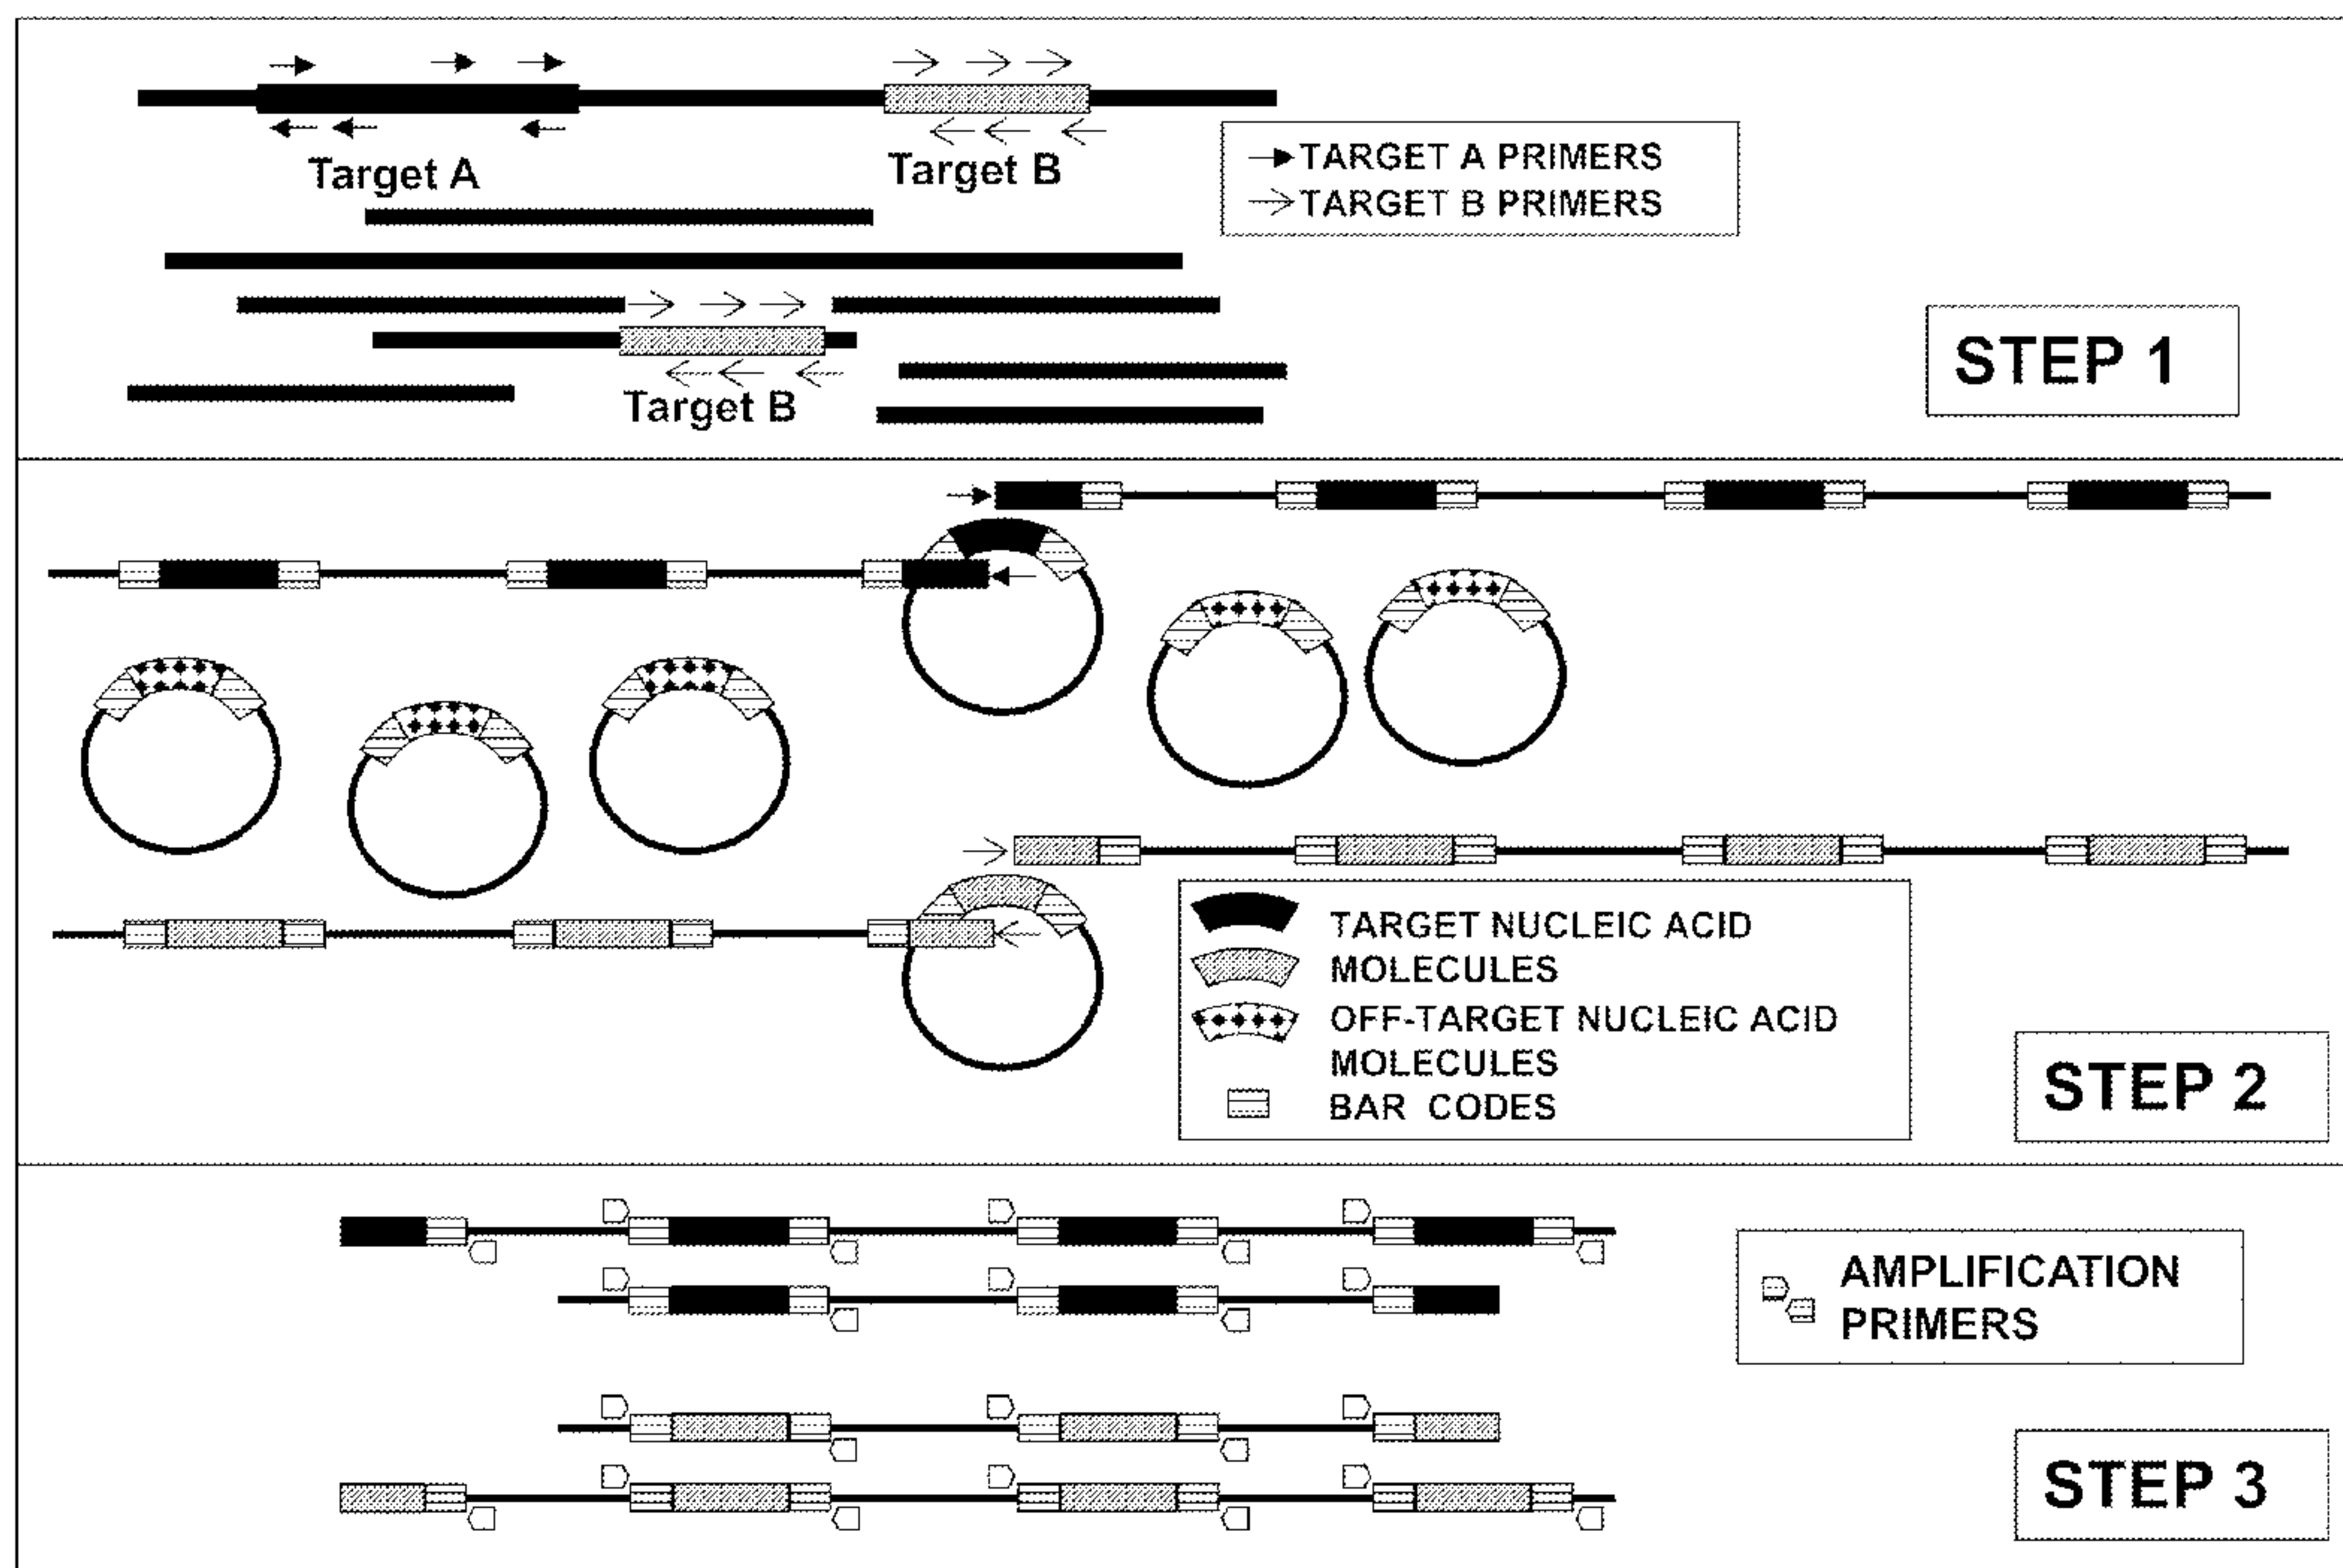 Target A
Target B
TARGET A PRIMERS
TARGET B PRIMERS
Target B
STEP 1
TARGET NUCLEIC ACID
MOLECULES
OFF-TARGET NUCLEIC ACID
MOLECULES
BAR CODES
STEP 2
AMPLIFICATION
PRIMERS
STEP 3